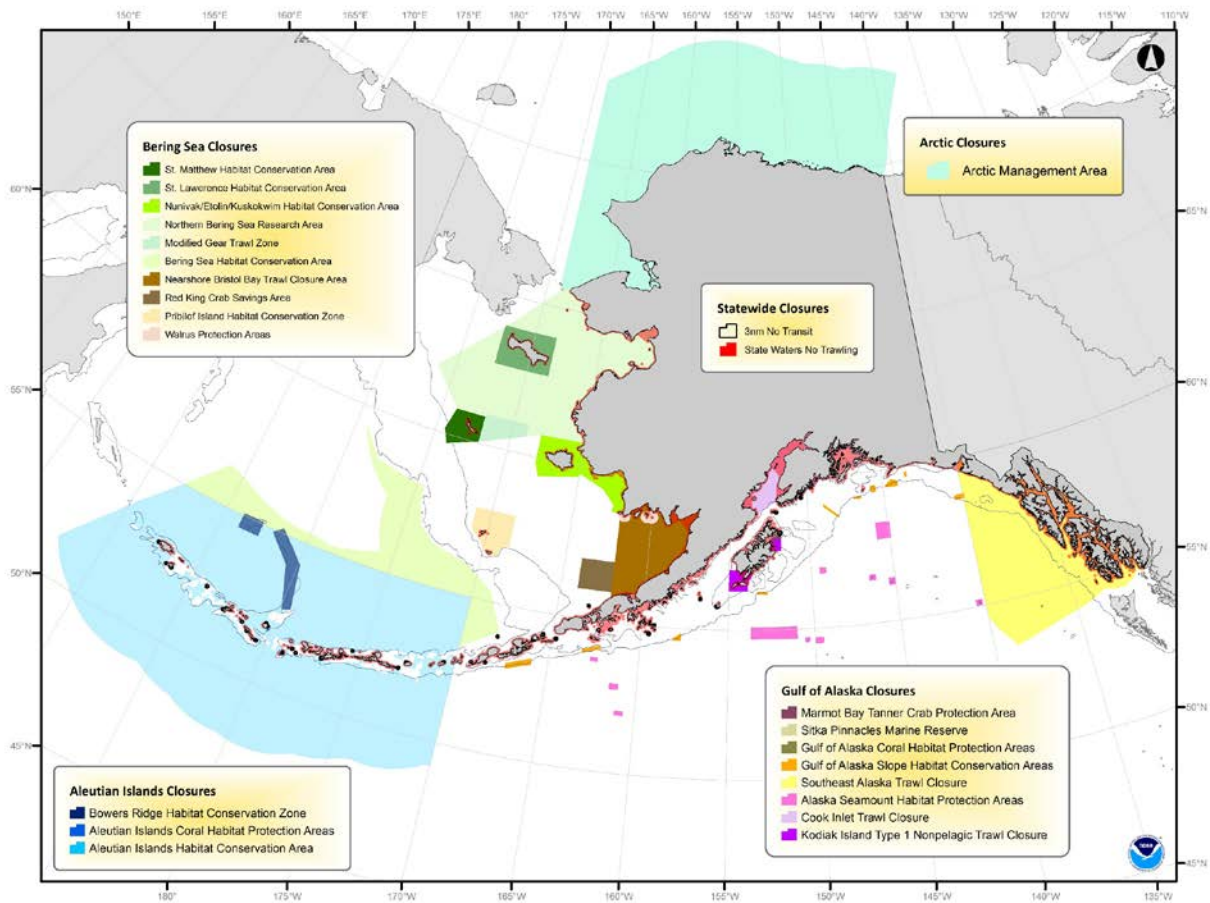 150°E 155°E 160°E 165°E 170°E 175°E 180° 175°W 170°W 165°W 160°W 155°W 150°W 145°W 140°W 135°W 130°W 125°W 120°W 115°W 110°W
Bering Sea Closures
St. Matthew Habitat Conservation Area
St. Lawerence Habitat Conservation Area
Nunivak/Etolin/Kuskokwim Habitat Conservation Area
Northern Bering Sea Research Area
Modified Gear Trawl Zone
Bering Sea Habitat Conservation Area
Nearshore Bristol Bay Trawl Closure Area
Red King Crab Savings Area
Pribilof Island Habitat Conservation Zone
Walrus Protection Areas
Arctic Closures
Arctic Management Area
60°N
65°N
Statewide Closures
3nm No Transit
State Waters No Trawling
55°N
60°N
50°N
55°N
Gulf of Alaska Closures
Marmot Bay Tanner Crab Protection Area
Sitka Pinnacles Marine Reserve
Gulf of Alaska Coral Habitat Protection Areas
Gulf of Alaska Slope Habitat Conservation Areas
Southeast Alaska Trawl Closure
Alaska Seamount Habitat Protection Areas
Cook Inlet Trawl Closure
Kodiak Island Type 1 Nonpelagic Trawl Closure
50°N
45°N
Aleutian Islands Closures
Bowers Ridge Habitat Conservation Zone
Aleutian Islands Coral Habitat Protection Areas
Aleutian Islands Habitat Conservation Area
NOAA
45°N
180° 175°W 170°W 165°W 160°W 155°W 150°W 145°W 140°W 135°W